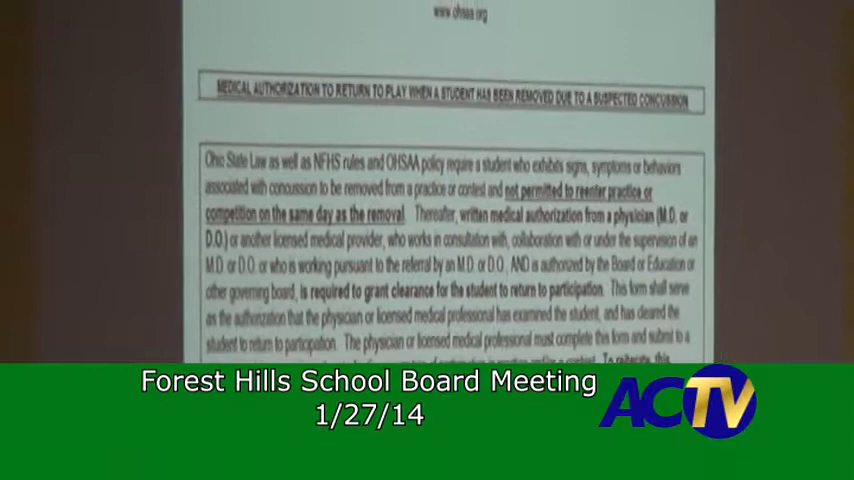 www.ohsaa.org
MEDICAL AUTHORIZATION TO RETURN TO PLAY WHEN A STUDENT HAS BEEN REMOVED DUE TO A SUSPECTED CONCUSSION
Ohio State Law as well as NFHS rules and OHSAA policy require a student who exhibits signs, symptoms or behaviors
associated with concussion to be removed from a practice or contest and not permitted to reenter practice or
competition on the same day as the removal. Thereafter, written medical authorization from a physician (M.D. or
D.O.) or another licensed medical provider, who works in consultation with, collaboration with or under the supervision of an
M.D. or D.O. or who is working pursuant to the referral by an M.D. or D.O., AND is authorized by the Board or Education or
other governing board, is required to grant clearance for the student to return to participation. This form shall serve
as the authorization that the physician or licensed medical professional has examined the student, and has cleared the
student to return to participation. The physician or licensed medical professional must complete this form and submit to a
To reiterate, this
Forest Hills School Board Meeting
1/27/14
ACTV